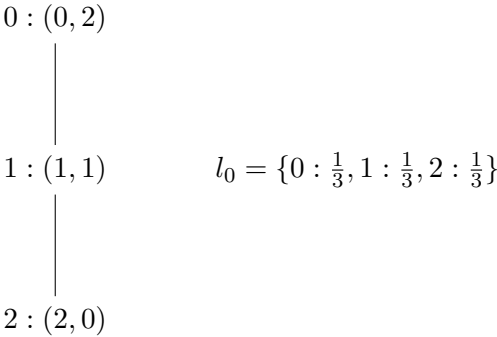 0 : (0, 2)
1 : (1, 1)
l₀ = {0 : 1/3, 1 : 1/3, 2 : 1/3}
2 : (2, 0)